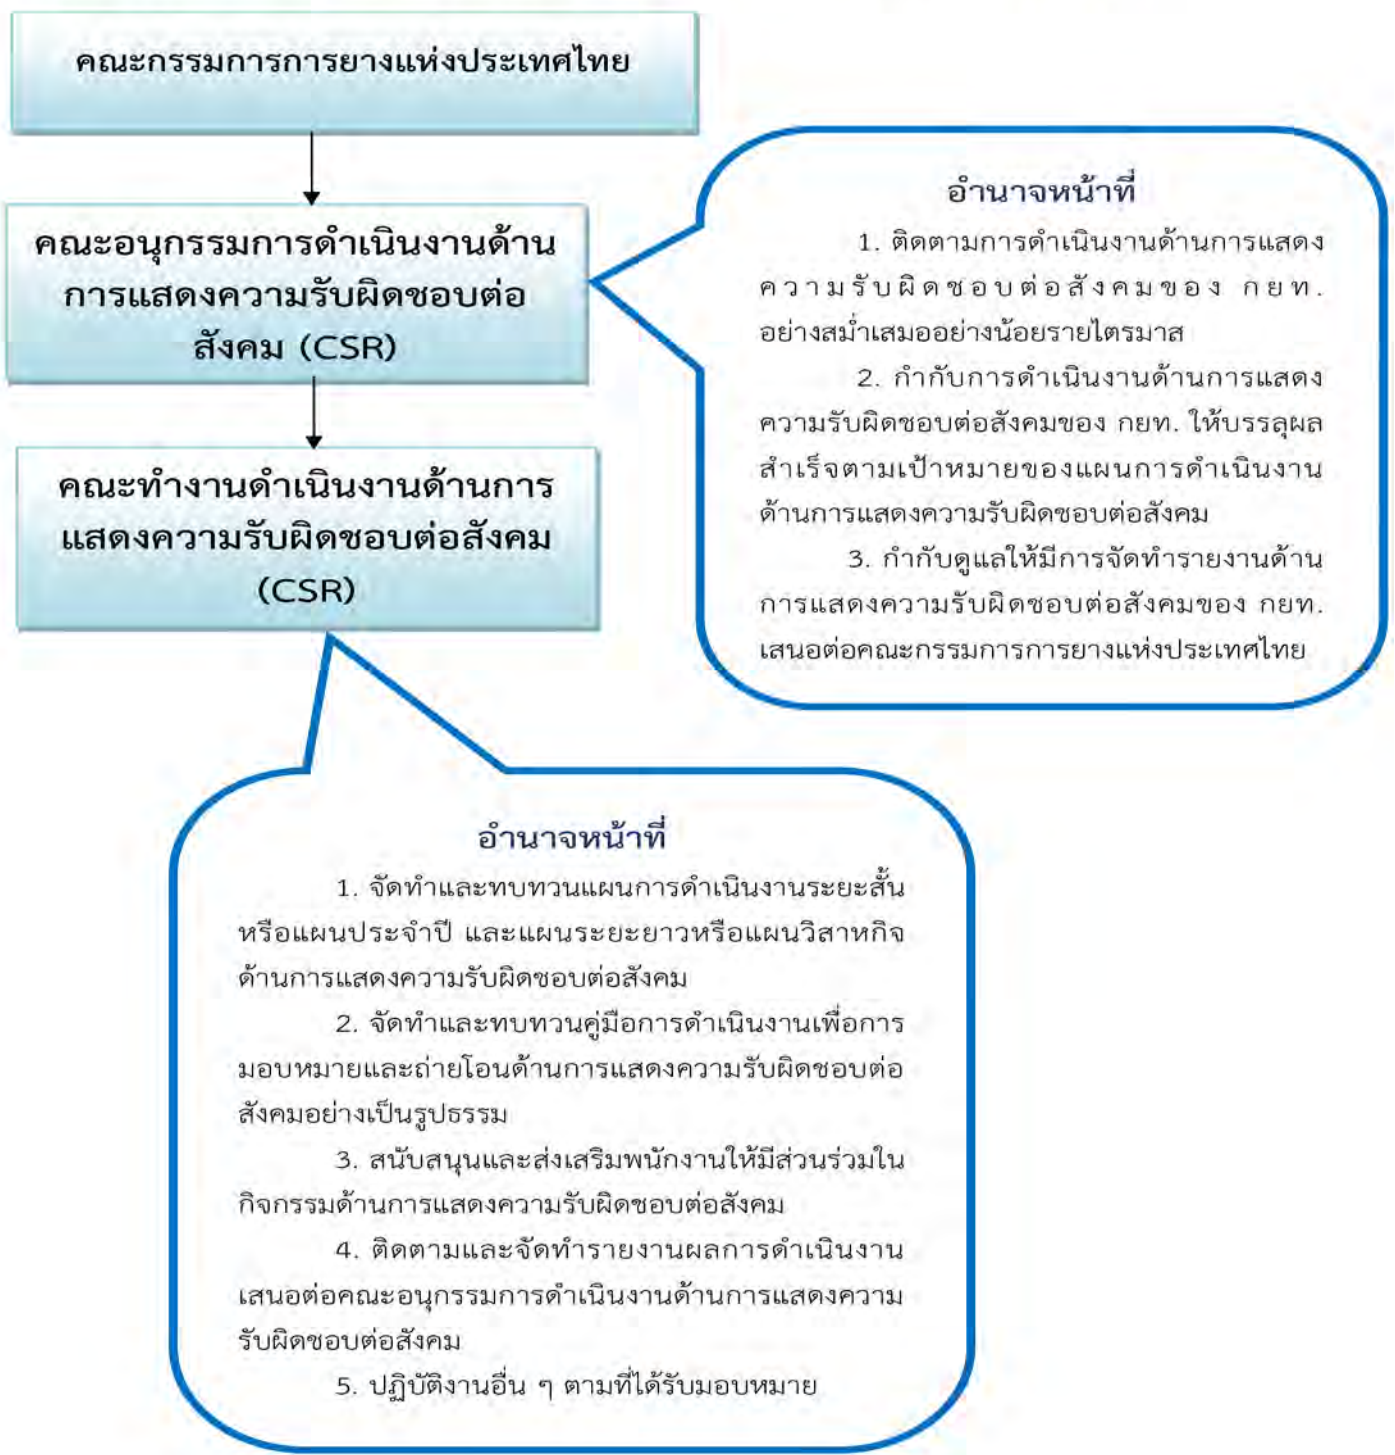 คณะกรรมการการยางแห่งประเทศไทย
คณะอนุกรรมการดำเนินงานด้าน
การแสดงความรับผิดชอบต่อ
สังคม (CSR)
คณะทำงานดำเนินงานด้านการ
แสดงความรับผิดชอบต่อสังคม
(CSR)
อำนาจหน้าที่
1. ติดตามการดำเนินงานด้านการแสดง
ความรับผิดชอบต่อสังคมของ กยท.
อย่างสม่ำเสมออย่างน้อยรายไตรมาส
2. กำกับการดำเนินงานด้านการแสดง
ความรับผิดชอบต่อสังคมของ กยท. ให้บรรลุผล
สำเร็จตามเป้าหมายของแผนการดำเนินงาน
ด้านการแสดงความรับผิดชอบต่อสังคม
3. กำกับดูแลให้มีการจัดทำรายงานด้าน
การแสดงความรับผิดชอบต่อสังคมของ กยท.
เสนอต่อคณะกรรมการการยางแห่งประเทศไทย
อำนาจหน้าที่
1. จัดทำและทบทวนแผนการดำเนินงานระยะสั้น
หรือแผนประจำปี และแผนระยะยาวหรือแผนวิสาหกิจ
ด้านการแสดงความรับผิดชอบต่อสังคม
2. จัดทำและทบทวนคู่มือการดำเนินงานเพื่อการ
มอบหมายและถ่ายโอนด้านการแสดงความรับผิดชอบต่อ
สังคมอย่างเป็นรูปธรรม
3. สนับสนุนและส่งเสริมพนักงานให้มีส่วนร่วมใน
กิจกรรมด้านการแสดงความรับผิดชอบต่อสังคม
4. ติดตามและจัดทำรายงานผลการดำเนินงาน
เสนอต่อคณะอนุกรรมการดำเนินงานด้านการแสดงความ
รับผิดชอบต่อสังคม
5. ปฏิบัติงานอื่น ๆ ตามที่ได้รับมอบหมาย